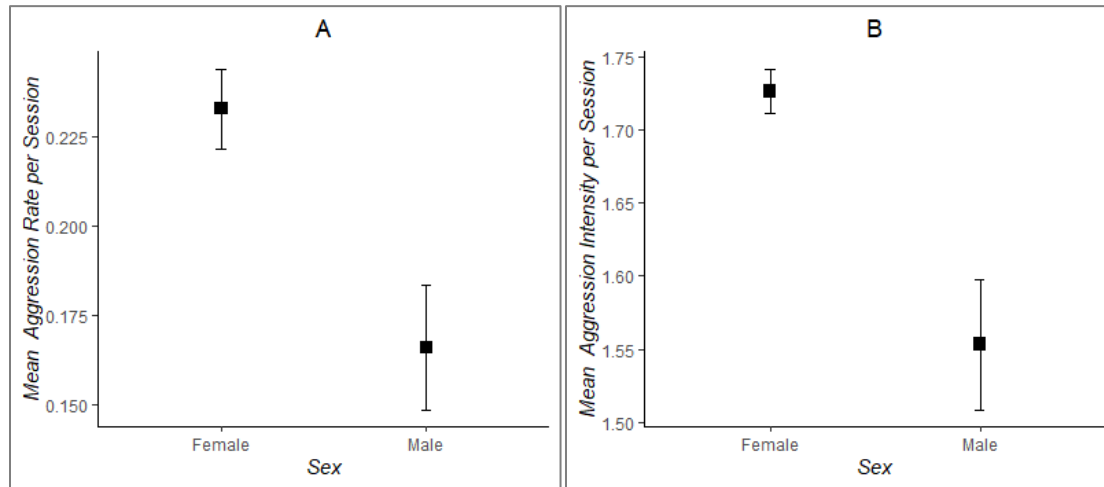 A
Mean  Aggression Rate per Session
0.225
0.200
0.175
0.150
Female
Male
Sex
B
Mean  Aggression Intensity per Session
1.75
1.70
1.65
1.60
1.55
1.50
Female
Male
Sex